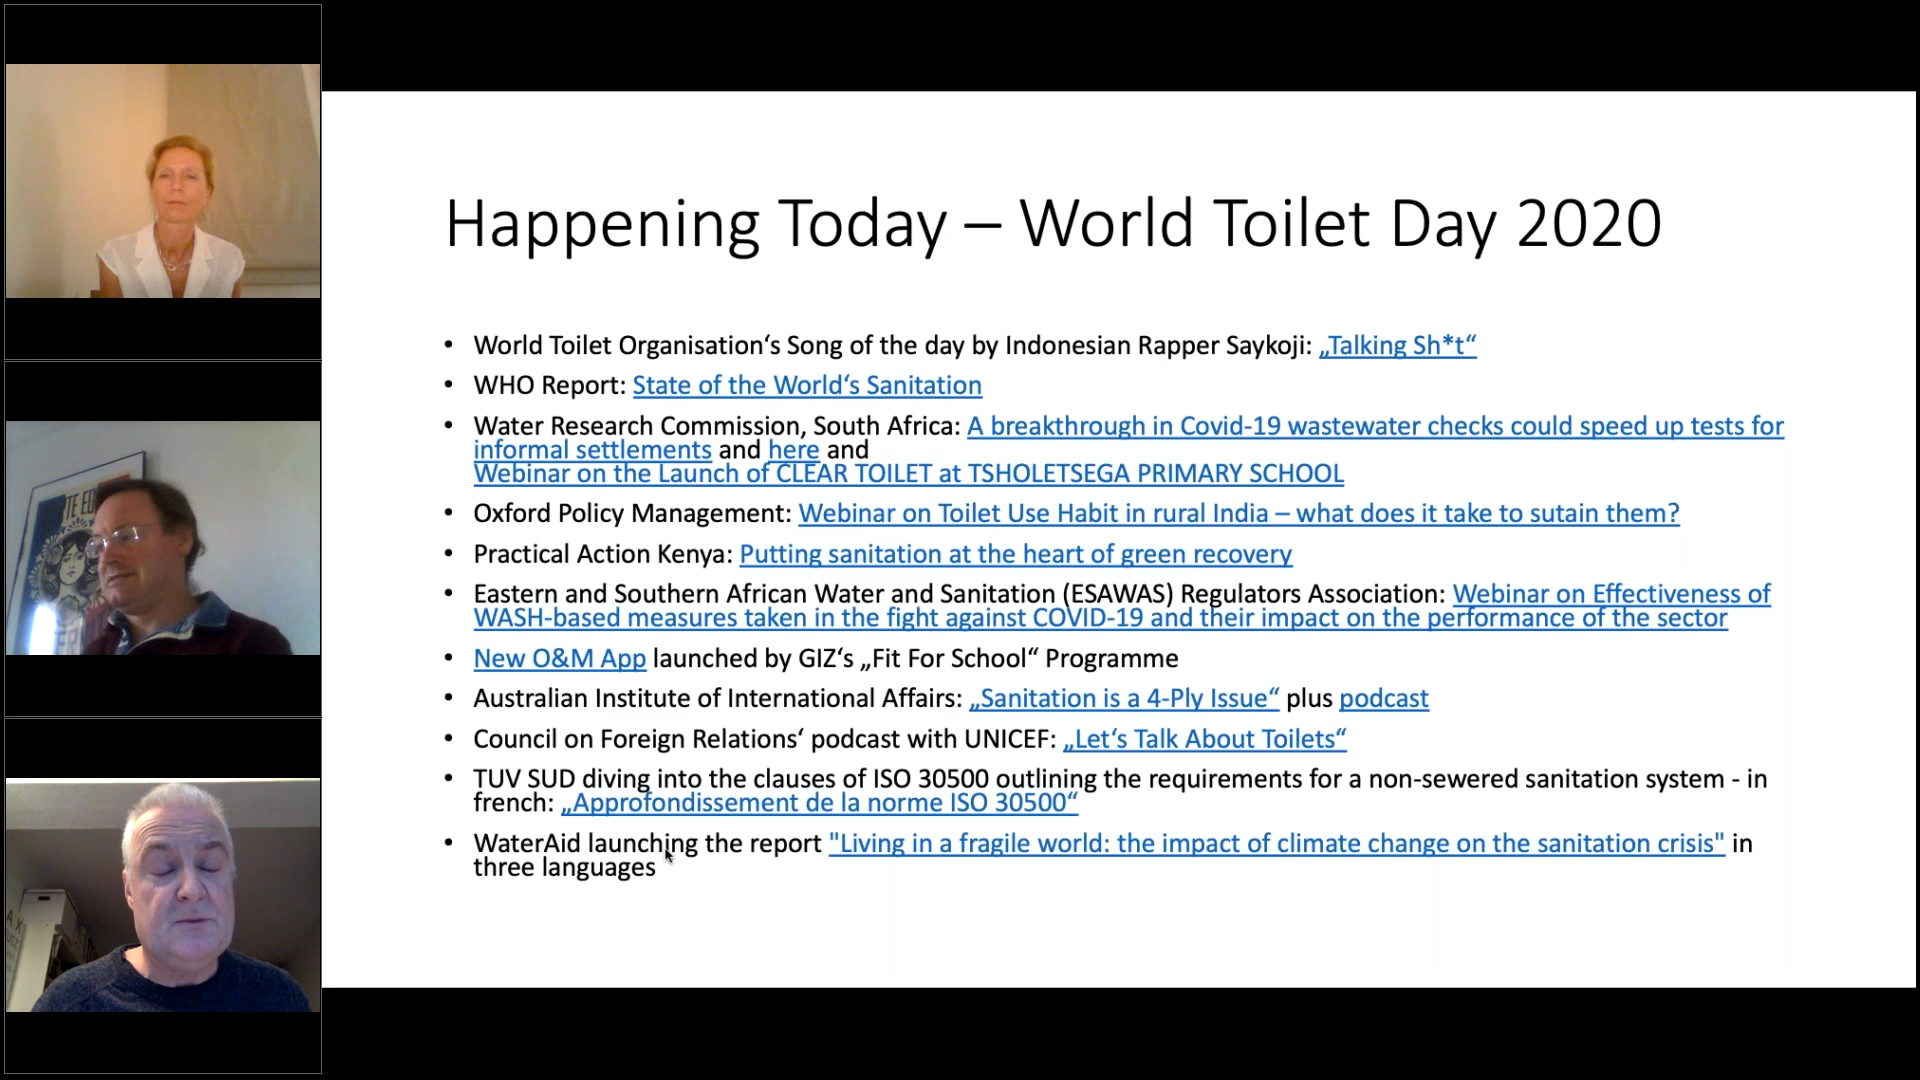 Happening Today – World Toilet Day 2020
• World Toilet Organisation‘s Song of the day by Indonesian Rapper Saykoji: „Talking Sh*t“
• WHO Report: State of the World‘s Sanitation
• Water Research Commission, South Africa: A breakthrough in Covid-19 wastewater checks could speed up tests for
informal settlements and here and
Webinar on the Launch of CLEAR TOILET at TSHOLETSEGA PRIMARY SCHOOL
• Oxford Policy Management: Webinar on Toilet Use Habit in rural India – what does it take to sutain them?
• Practical Action Kenya: Putting sanitation at the heart of green recovery
• Eastern and Southern African Water and Sanitation (ESAWAS) Regulators Association: Webinar on Effectiveness of
WASH-based measures taken in the fight against COVID-19 and their impact on the performance of the sector
• New O&M App launched by GIZ‘s „Fit For School“ Programme
• Australian Institute of International Affairs: „Sanitation is a 4-Ply Issue“ plus podcast
• Council on Foreign Relations‘ podcast with UNICEF: „Let‘s Talk About Toilets“
• TUV SUD diving into the clauses of ISO 30500 outlining the requirements for a non-sewered sanitation system - in
french: „Approfondissement de la norme ISO 30500“
• WaterAid launching the report "Living in a fragile world: the impact of climate change on the sanitation crisis" in
three languages